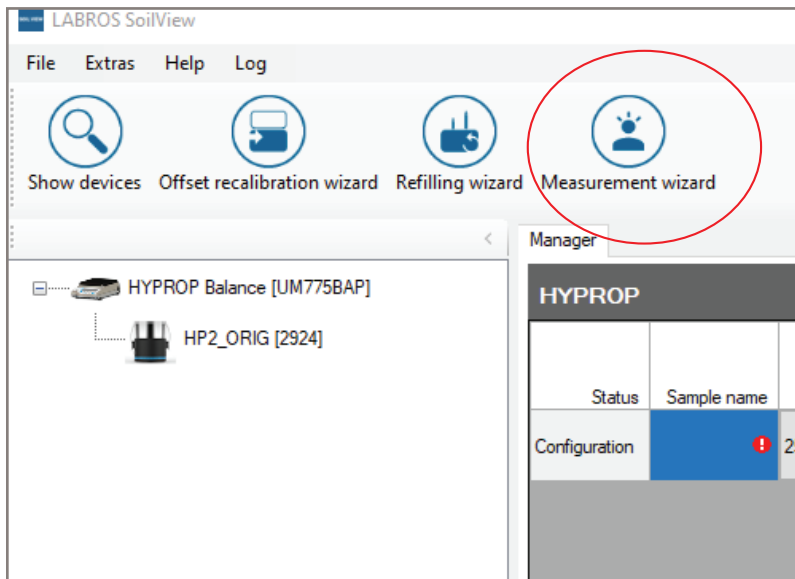 LABROS SoilView
File Extras Help Log
Show devices Offset recalibration wizard Refilling wizard Measurement wizard
Manager
HYPROP Balance [UM775BAP]
HP2_ORIG [2924]
HYPROP
Status Sample name
Configuration